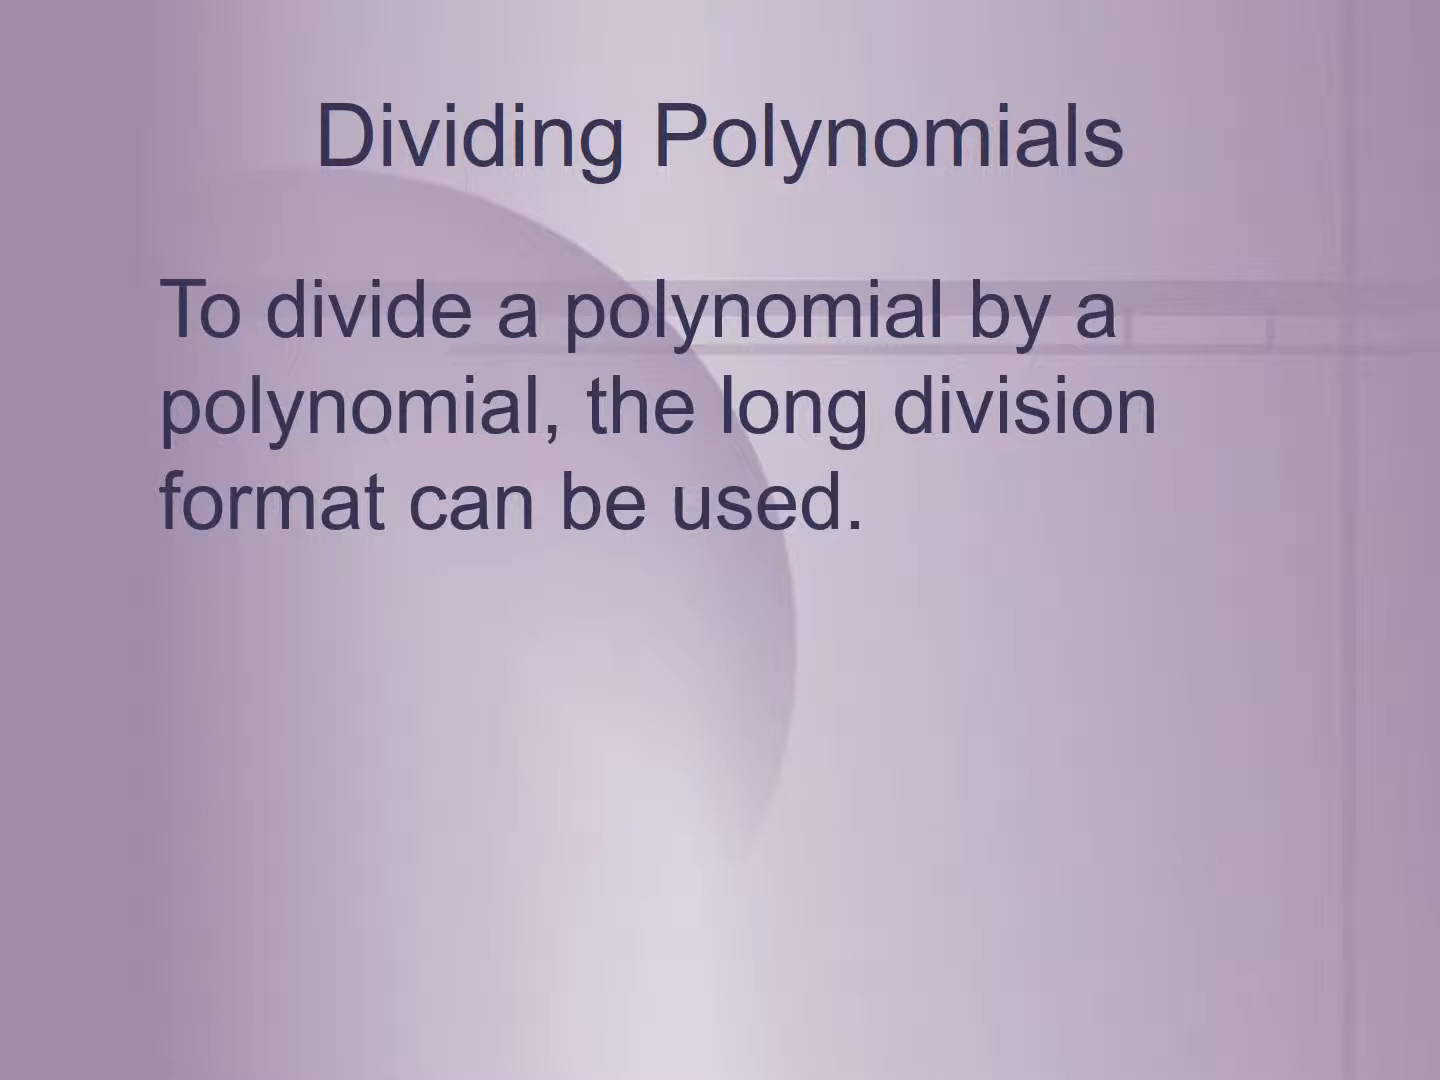 Dividing Polynomials
To divide a polynomial by a
polynomial, the long division
format can be used.